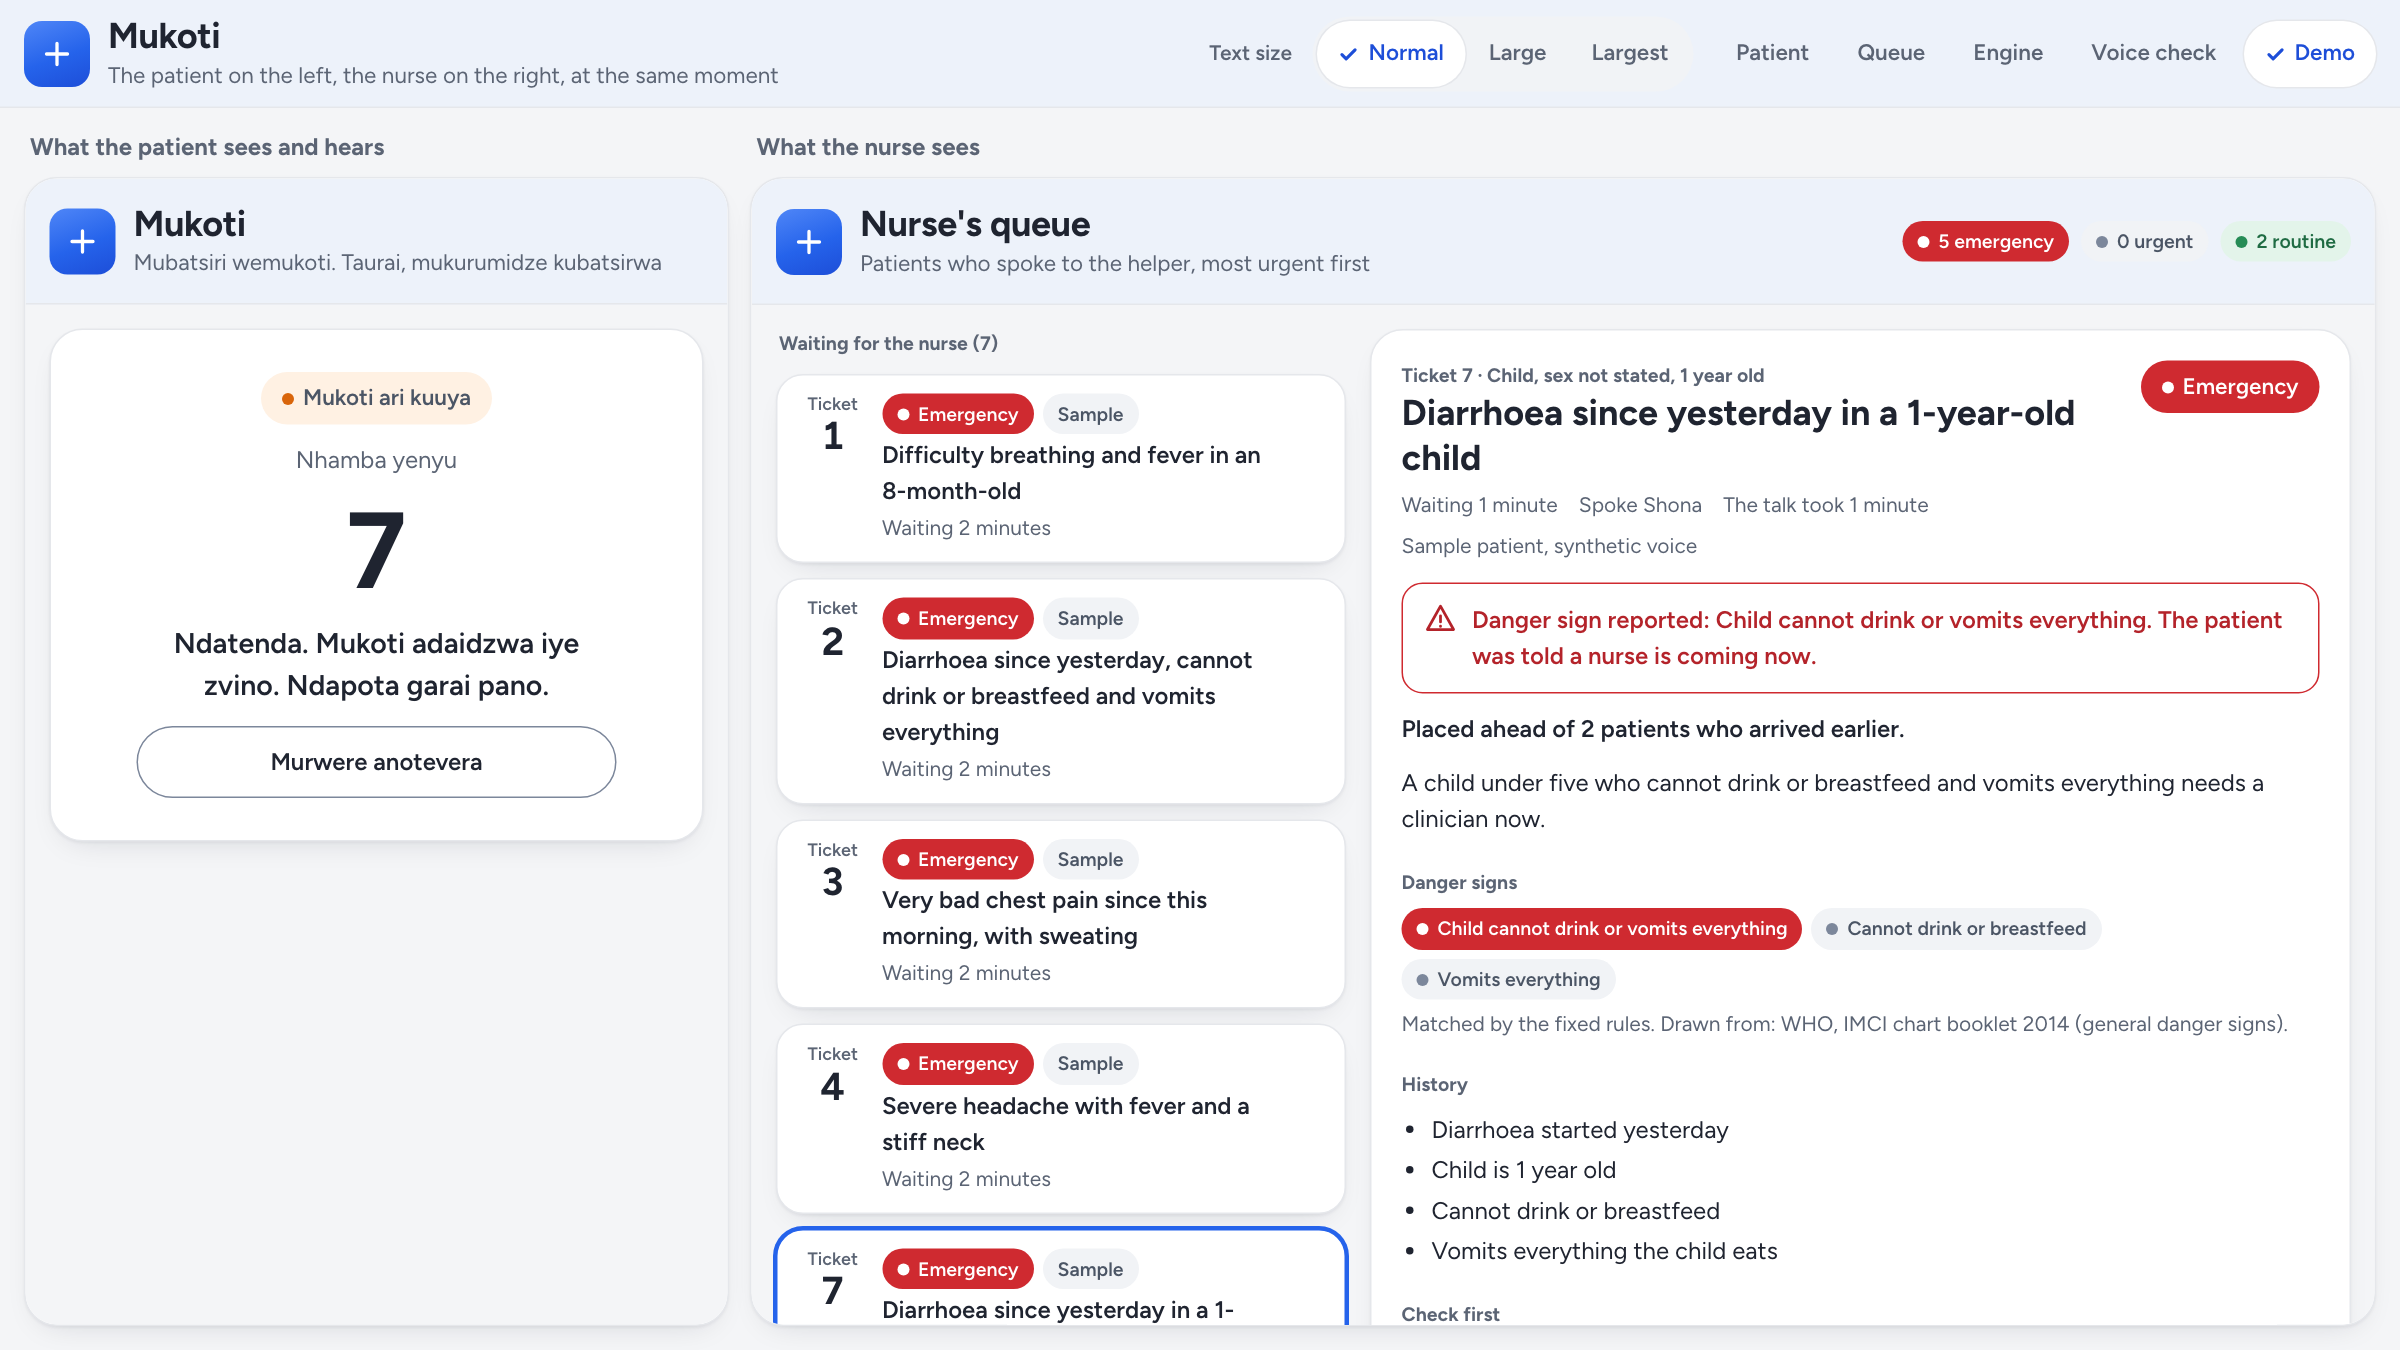 Mukoti
The patient on the left, the nurse on the right, at the same moment
Text size
Normal
Large
Largest
Patient
Queue
Engine
Voice check
Demo
What the patient sees and hears
Mukoti
Mubatsiri wemukoti. Taurai, mukurumidze kubatsirwa
Mukoti ari kuuya
Nhamba yenyu
7
Ndatenda. Mukoti adaidzwa iye
zvino. Ndapota garai pano.
Murwere anotevera
What the nurse sees
Nurse's queue
Patients who spoke to the helper, most urgent first
5 emergency
0 urgent
2 routine
Waiting for the nurse (7)
Ticket
1
Emergency
Sample
Difficulty breathing and fever in an
8-month-old
Waiting 2 minutes
Ticket
2
Emergency
Sample
Diarrhoea since yesterday, cannot
drink or breastfeed and vomits
everything
Waiting 2 minutes
Ticket
3
Emergency
Sample
Very bad chest pain since this
morning, with sweating
Waiting 2 minutes
Ticket
4
Emergency
Sample
Severe headache with fever and a
stiff neck
Waiting 2 minutes
Ticket
7
Emergency
Sample
Diarrhoea since yesterday in a 1-
Ticket 7 · Child, sex not stated, 1 year old
Emergency
Diarrhoea since yesterday in a 1-year-old
child
Waiting 1 minute
Spoke Shona
The talk took 1 minute
Sample patient, synthetic voice
Danger sign reported: Child cannot drink or vomits everything. The patient
was told a nurse is coming now.
Placed ahead of 2 patients who arrived earlier.
A child under five who cannot drink or breastfeed and vomits everything needs a
clinician now.
Danger signs
Child cannot drink or vomits everything
Cannot drink or breastfeed
Vomits everything
Matched by the fixed rules. Drawn from: WHO, IMCI chart booklet 2014 (general danger signs).
History
• Diarrhoea started yesterday
• Child is 1 year old
• Cannot drink or breastfeed
• Vomits everything the child eats
Check first